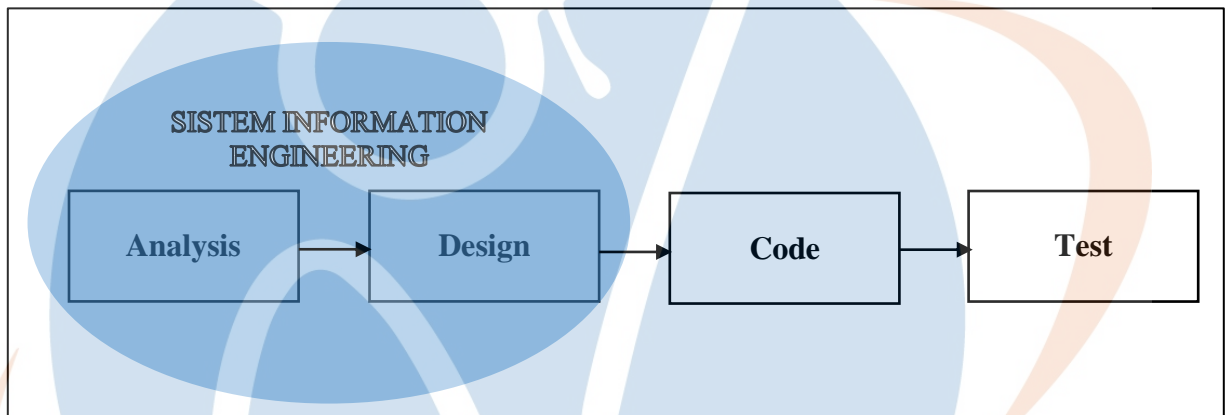 SISTEM INFORMATION
ENGINEERING
Analysis
Design
Code
Test